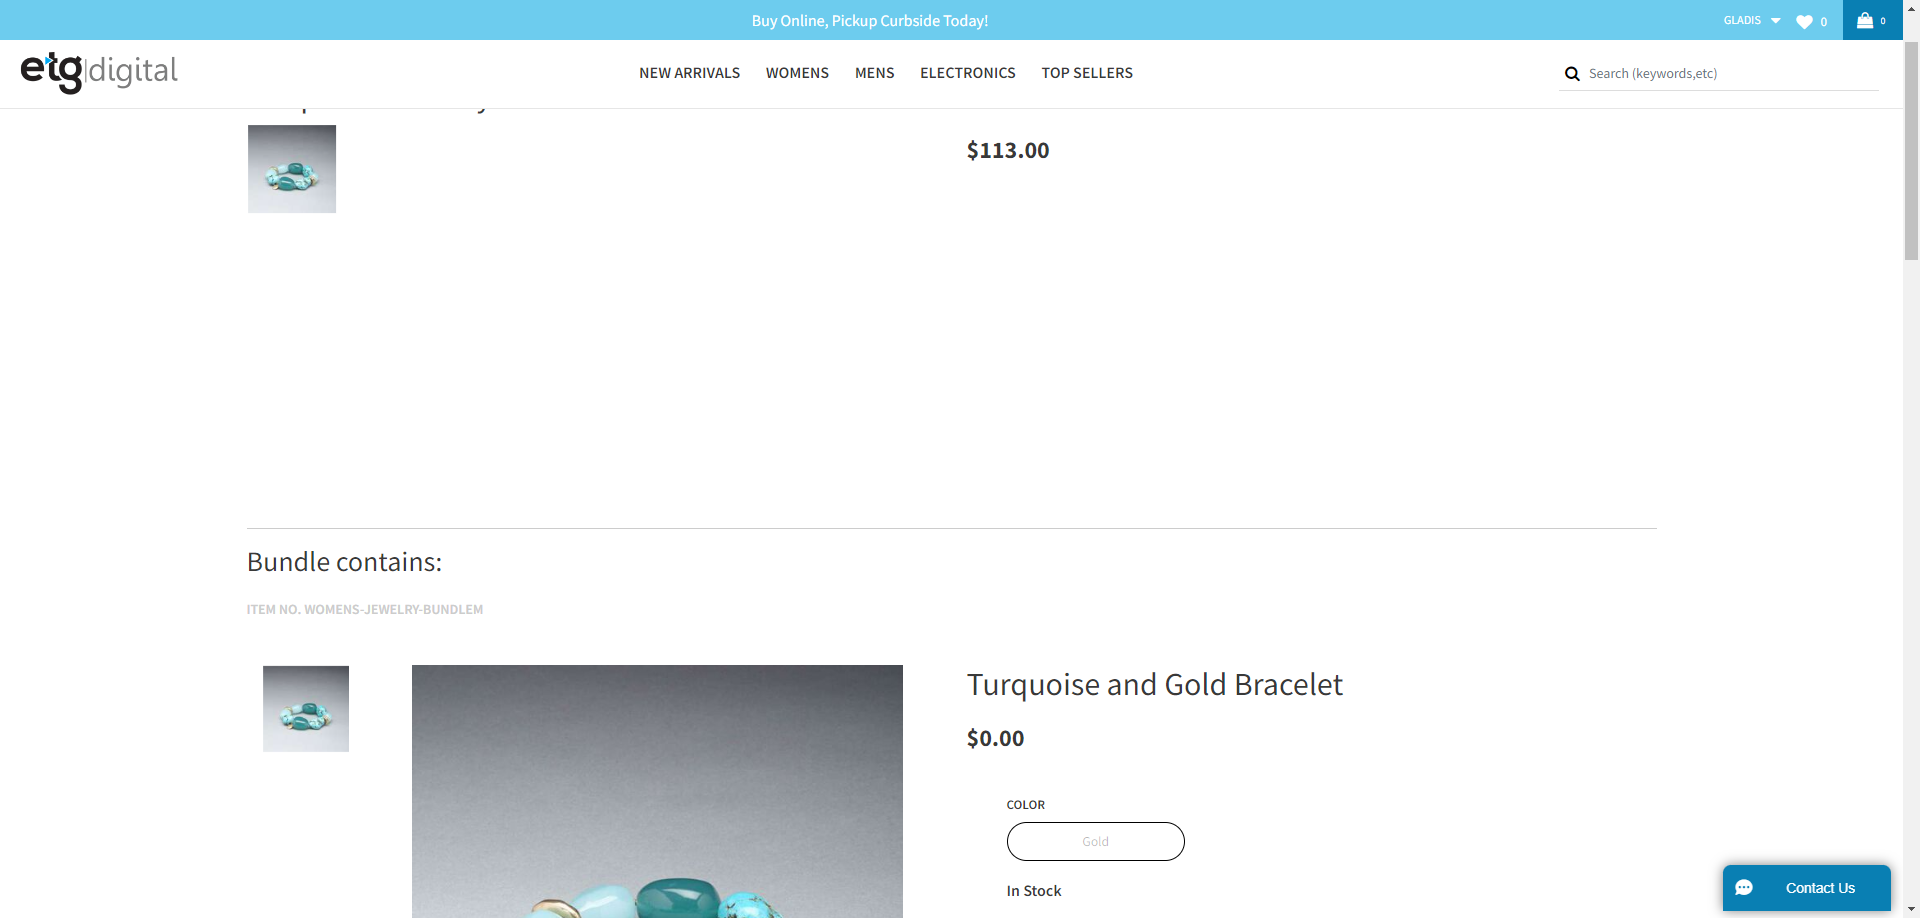 Buy Online, Pickup Curbside Today!
GLADIS
0
0
etg|digital
NEW ARRIVALS
WOMENS
MENS
ELECTRONICS
TOP SELLERS
Search (keywords,etc)
$113.00
Bundle contains:
ITEM NO. WOMENS-JEWELRY-BUNDLEM
Turquoise and Gold Bracelet
$0.00
COLOR
Gold
In Stock
Contact Us